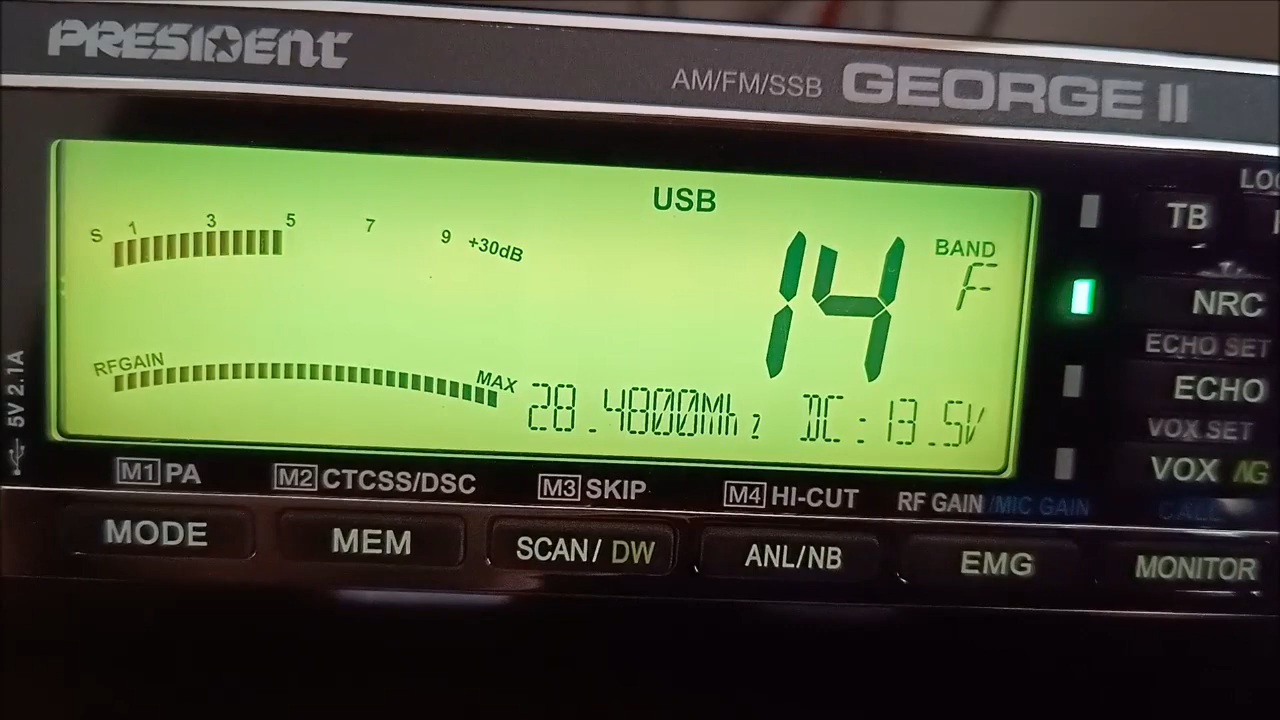 PRESIDENT
AM/FM/SSB GEORGE II
USB
S 1 3 5 7 9 +30dB
14
BAND
F
RFGAIN MAX
28.4800Mhz DC:13.5V
5V 2.1A
TB
NRC
ECHO SET
ECHO
VOX SET
VOX
M1 PA M2 CTCSS/DSC M3 SKIP M4 HI-CUT RF GAIN/MIC GAIN CALL
MODE MEM SCAN/DW ANL/NB EMG MONITOR